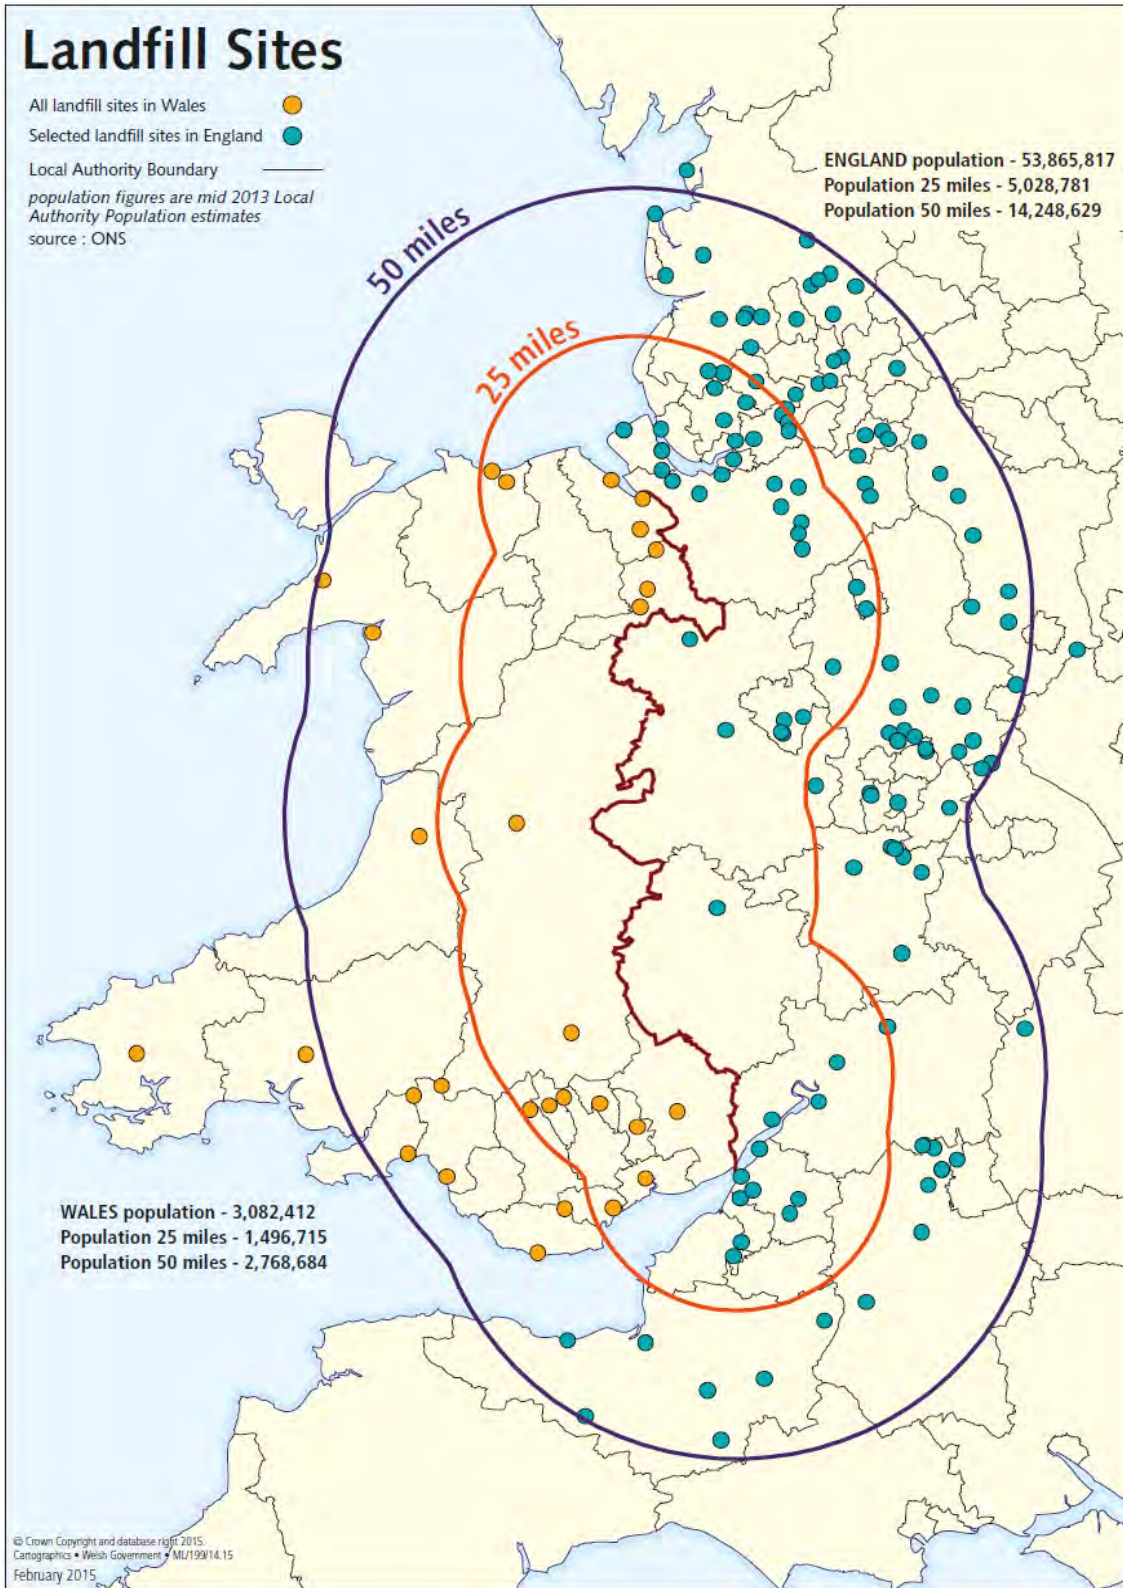 Landfill Sites
All landfill sites in Wales
Selected landfill sites in England
Local Authority Boundary
population figures are mid 2013 Local
Authority Population estimates
source : ONS
ENGLAND population - 53,865,817
Population 25 miles - 5,028,781
Population 50 miles - 14,248,629
50 miles
25 miles
WALES population - 3,082,412
Population 25 miles - 1,496,715
Population 50 miles - 2,768,684
© Crown Copyright and database right 2015.
Cartographics • Welsh Government • ML/199/14.15
February 2015